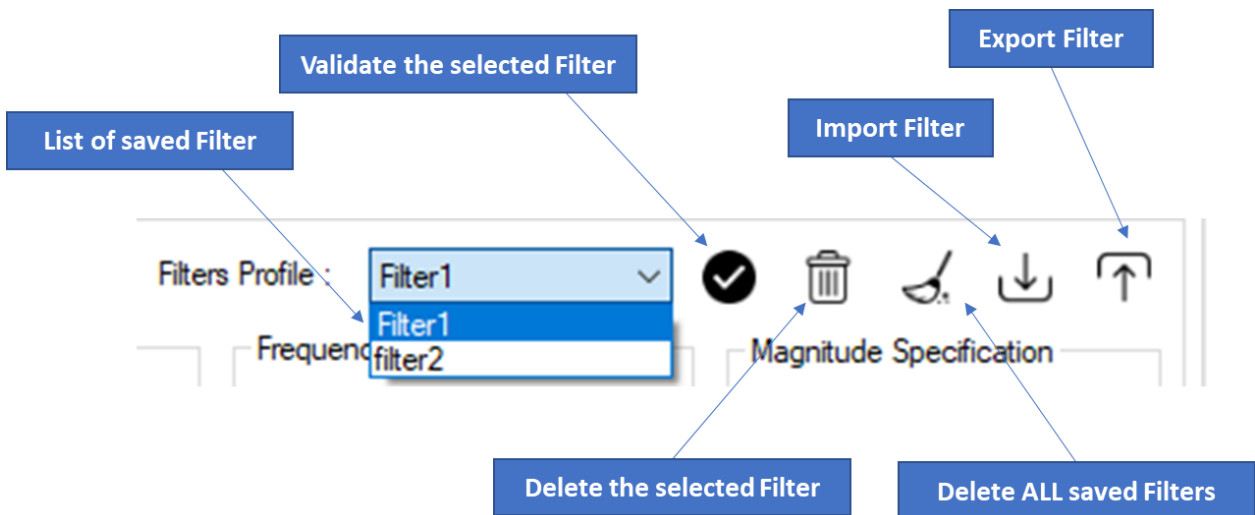 Export Filter
Validate the selected Filter
Import Filter
List of saved Filter
Filters Profile :
Filter1
Filter1
filter2
Magnitude Specification
Delete the selected Filter
Delete ALL saved Filters